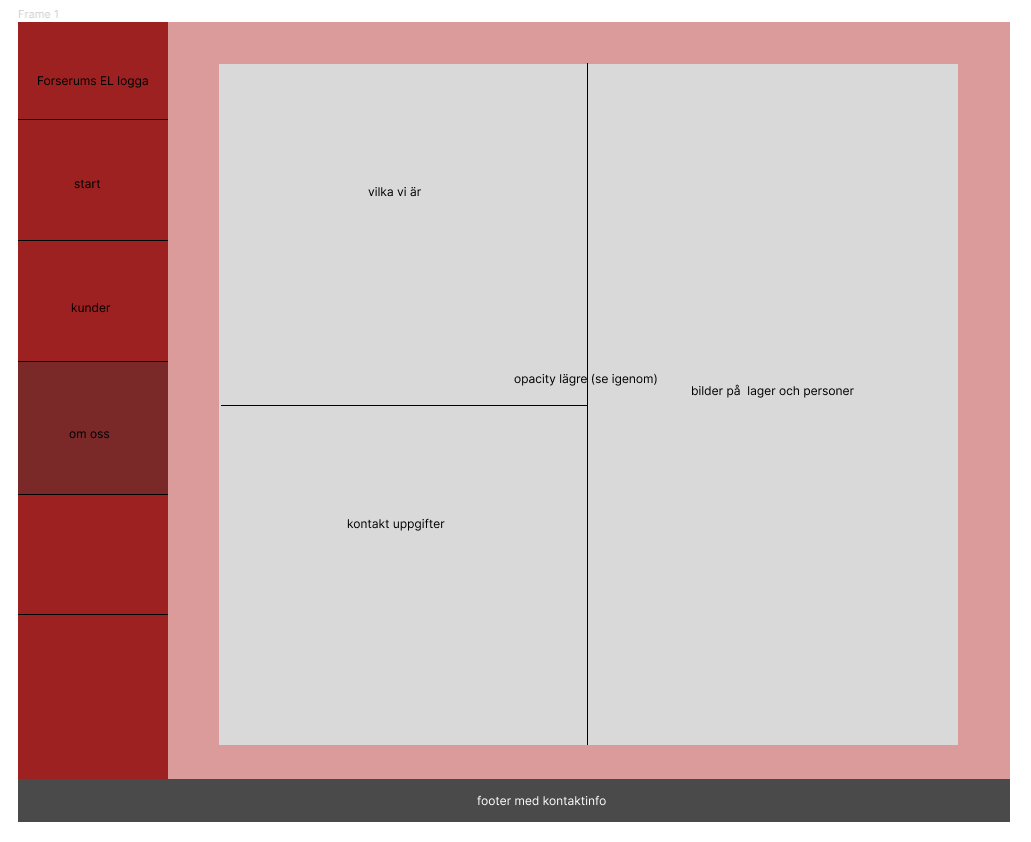 Frame 1
Forserums EL logga
start
kunder
om oss
vilka vi är
opacity lägre (se igenom)
bilder på  lager och personer
kontakt uppgifter
footer med kontaktinfo